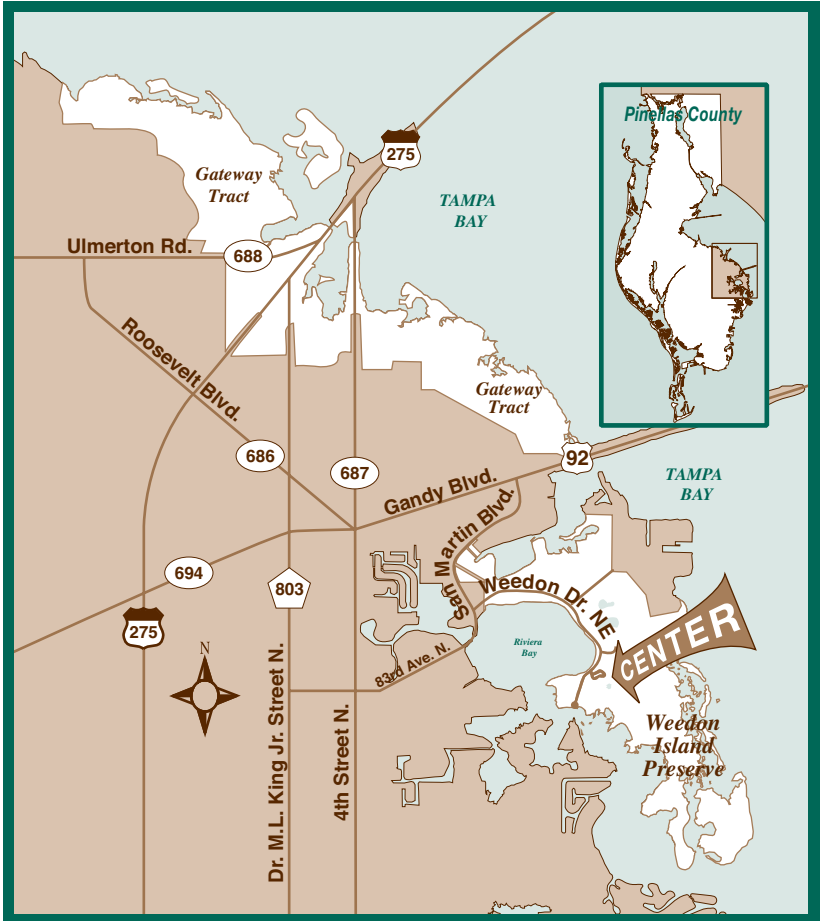 Pinellas County
275
Gateway
Tract
TAMPA
BAY
Ulmerton Rd.
688
Roosevelt Blvd.
Gateway
Tract
686
687
92
Gandy Blvd.
TAMPA
BAY
San Martin Blvd.
694
803
Weedon Dr. NE
275
CENTER
Riviera
Bay
N
83rd Ave. N.
Dr. M.L. King Jr. Street N.
4th Street N.
Weedon
Island
Preserve